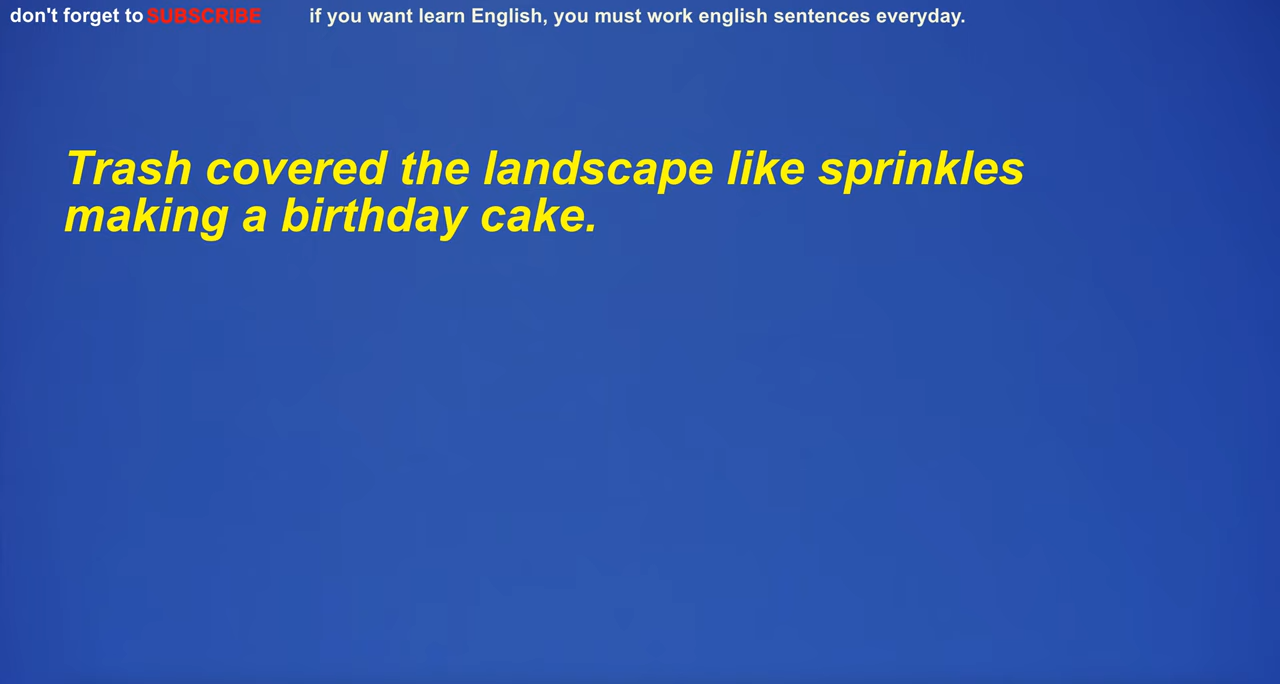 don't forget to SUBSCRIBE if you want learn English, you must work english sentences everyday.
Trash covered the landscape like sprinkles
making a birthday cake.